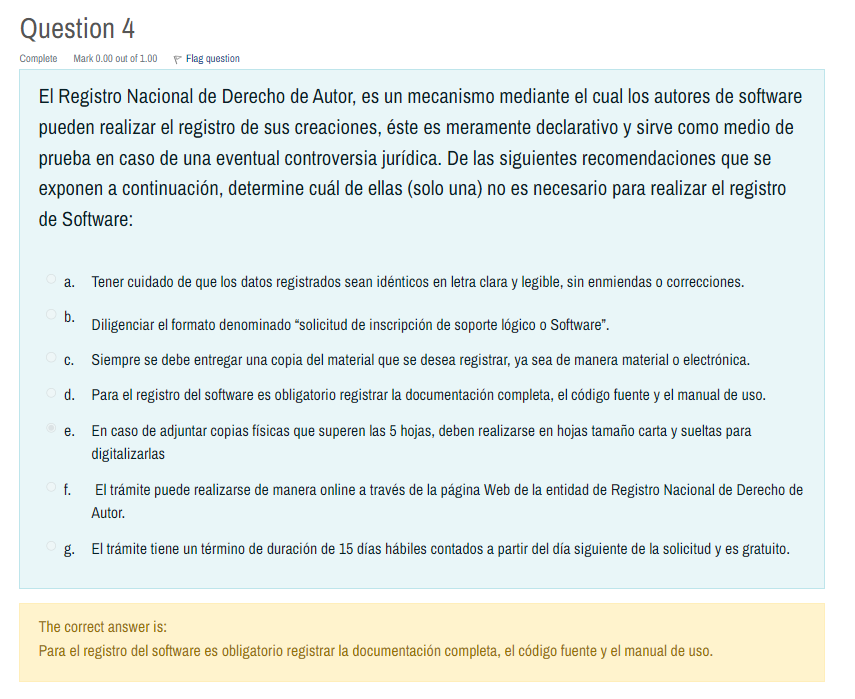 Question 4
Complete Mark 0.00 out of 1.00 Flag question
El Registro Nacional de Derecho de Autor, es un mecanismo mediante el cual los autores de software
pueden realizar el registro de sus creaciones, éste es meramente declarativo y sirve como medio de
prueba en caso de una eventual controversia jurídica. De las siguientes recomendaciones que se
exponen a continuación, determine cuál de ellas (solo una) no es necesario para realizar el registro
de Software:
a. Tener cuidado de que los datos registrados sean idénticos en letra clara y legible, sin enmiendas o correcciones.
b. Diligenciar el formato denominado “solicitud de inscripción de soporte lógico o Software”.
c. Siempre se debe entregar una copia del material que se desea registrar, ya sea de manera material o electrónica.
d. Para el registro del software es obligatorio registrar la documentación completa, el código fuente y el manual de uso.
e. En caso de adjuntar copias físicas que superen las 5 hojas, deben realizarse en hojas tamaño carta y sueltas para
digitalizarlas
f. El trámite puede realizarse de manera online a través de la página Web de la entidad de Registro Nacional de Derecho de
Autor.
g. El trámite tiene un término de duración de 15 días hábiles contados a partir del día siguiente de la solicitud y es gratuito.
The correct answer is:
Para el registro del software es obligatorio registrar la documentación completa, el código fuente y el manual de uso.